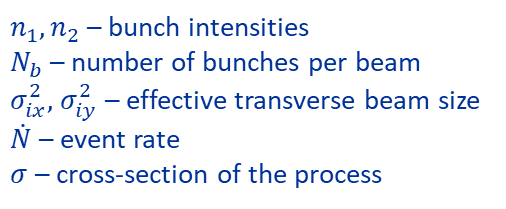 n₁, n₂ – bunch intensities
N_b – number of bunches per beam
σ²_ix, σ²_iy – effective transverse beam size
Ṅ – event rate
σ – cross-section of the process